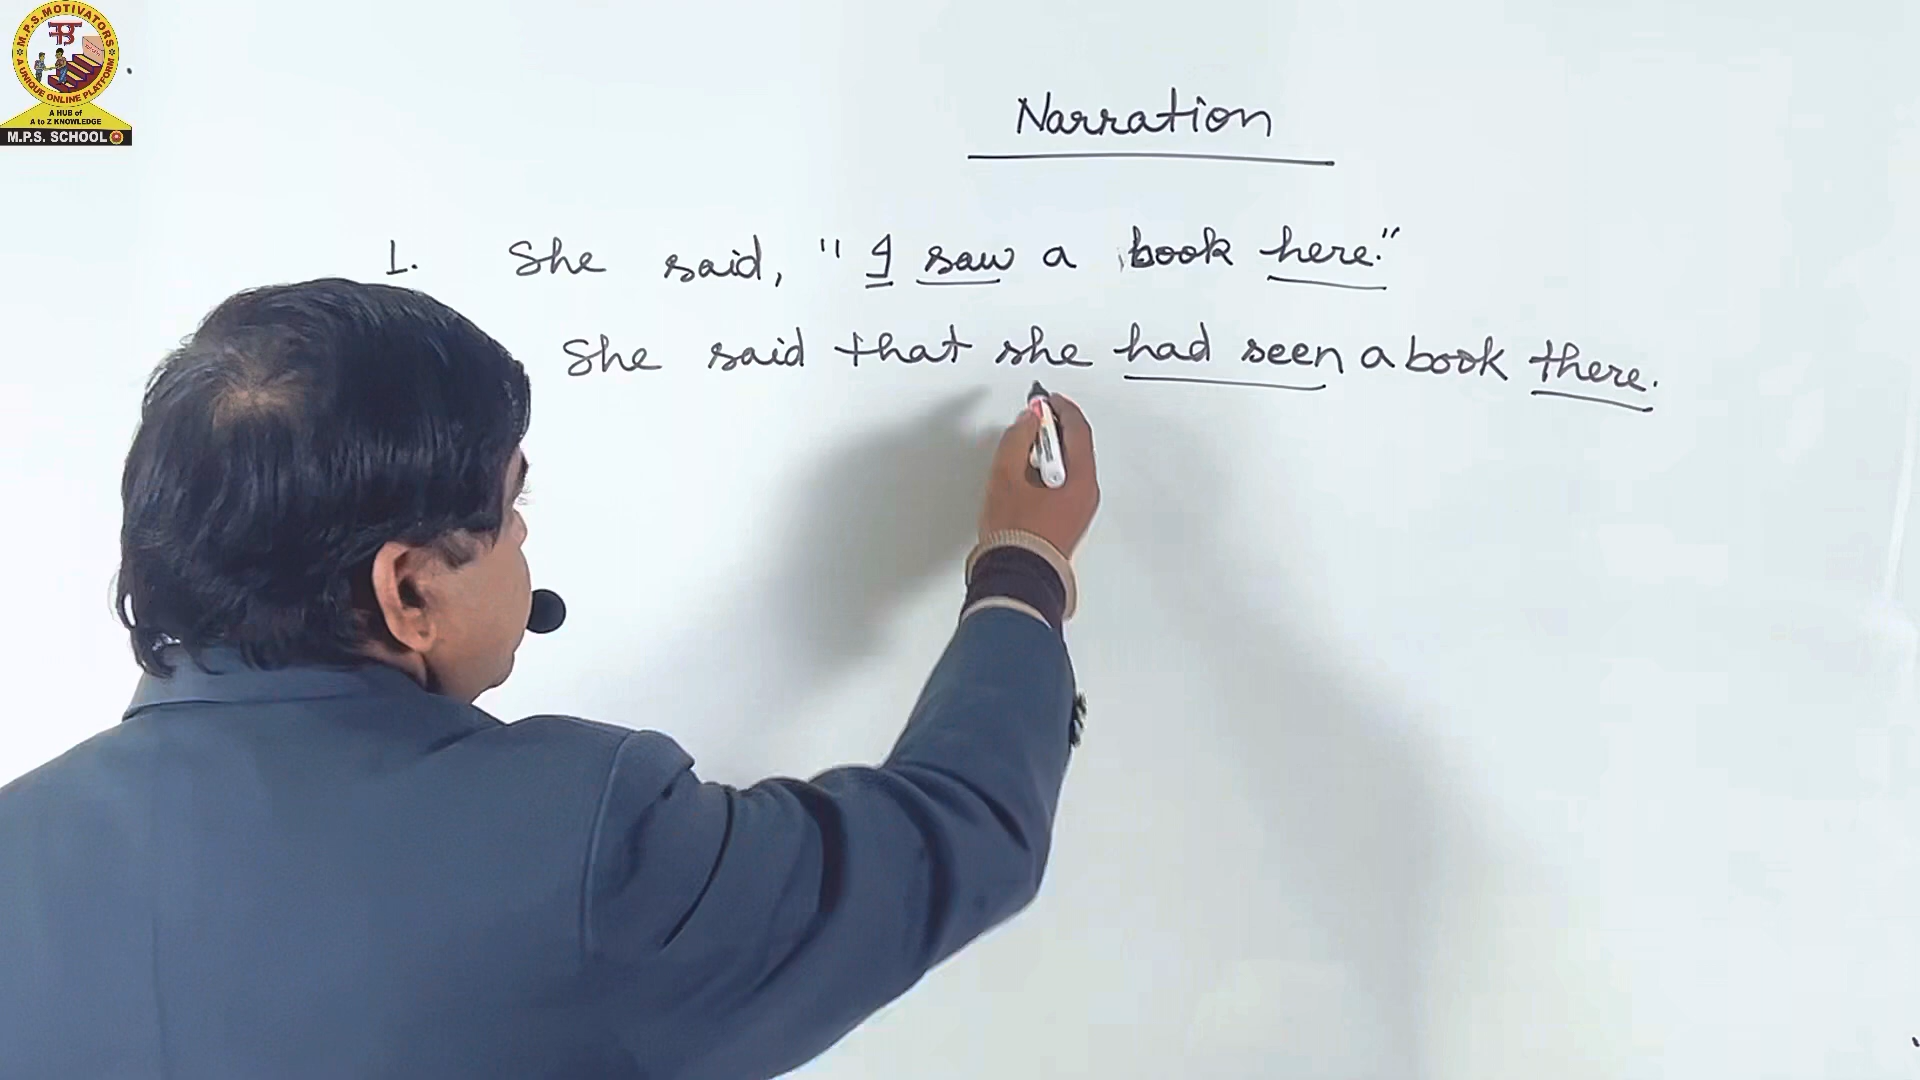 M.P.S. MOTIVATORS
A UNIQUE ONLINE PLATFORM
A HUB of
A to Z KNOWLEDGE
M.P.S. SCHOOL
Narration
1. She said, " I saw a book here."
She said that she had seen a book there.